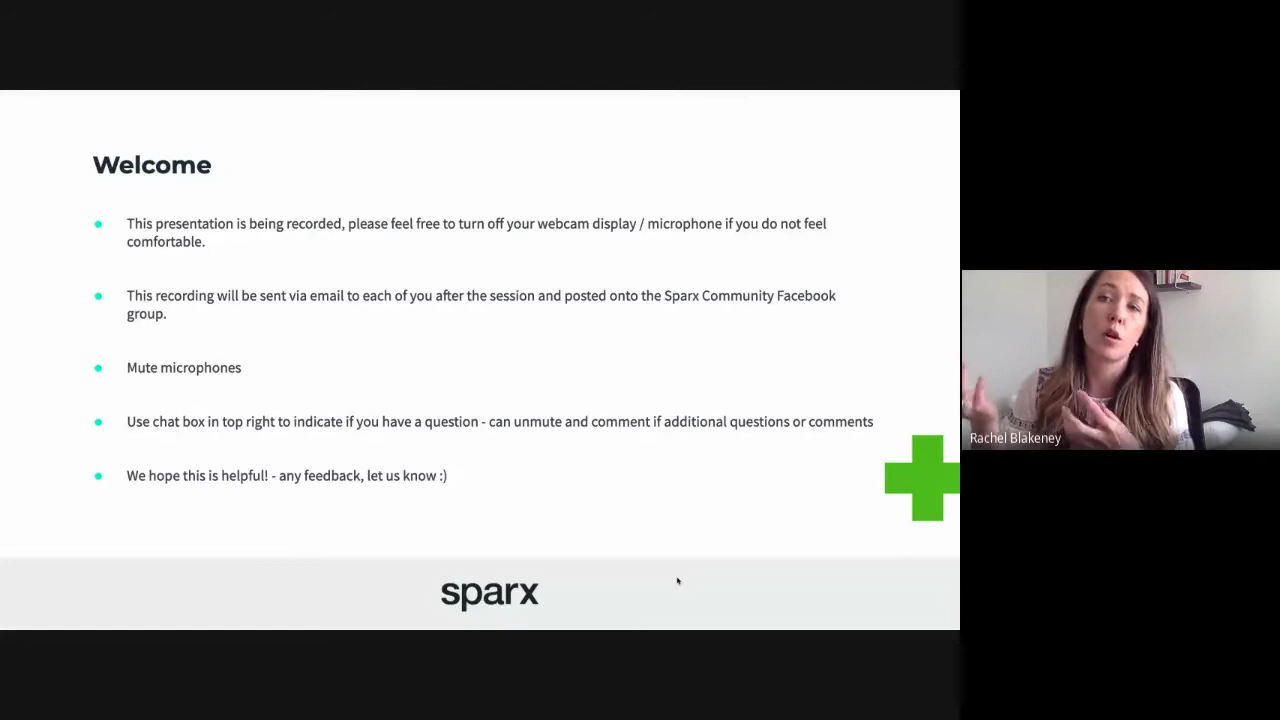 Welcome
This presentation is being recorded, please feel free to turn off your webcam display / microphone if you do not feel
comfortable.
This recording will be sent via email to each of you after the session and posted onto the Sparx Community Facebook
group.
Mute microphones
Use chat box in top right to indicate if you have a question - can unmute and comment if additional questions or comments
We hope this is helpful! - any feedback, let us know :)
sparx
Rachel Blakeney